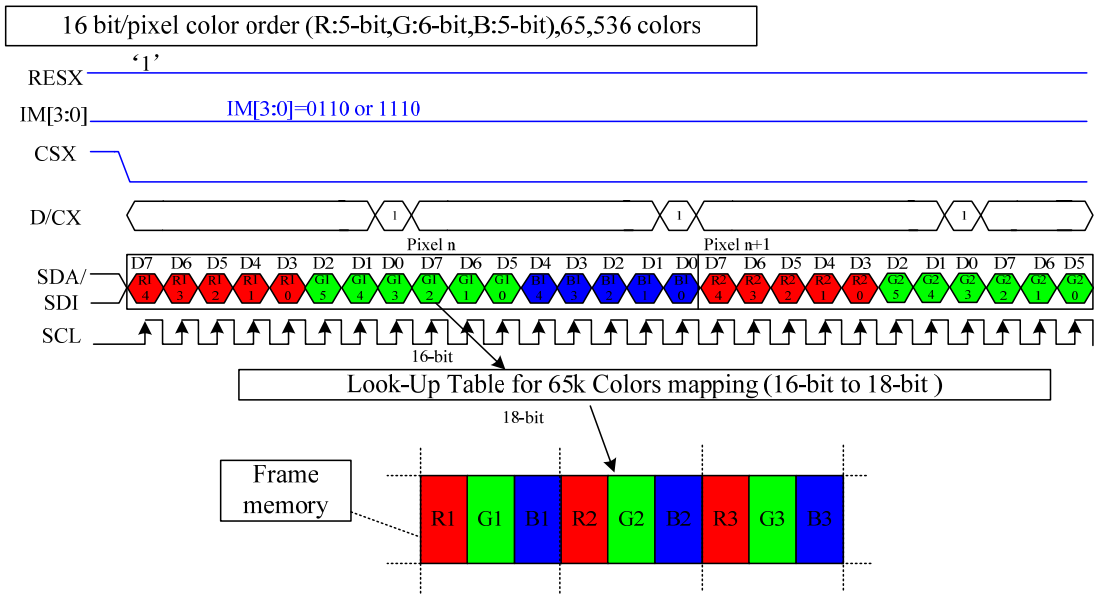 16 bit/pixel color order (R:5-bit,G:6-bit,B:5-bit),65,536 colors
‘1’
RESX
IM[3:0]
IM[3:0]=0110 or 1110
CSX
D/CX
1 1 1
Pixel n Pixel n+1
D7 D6 D5 D4 D3 D2 D1 D0 D7 D6 D5 D4 D3 D2 D1 D0 D7 D6 D5 D4 D3 D2 D1 D0 D7 D6 D5
SDA/
SDI
R1 R1 R1 R1 R1 G1 G1 G1 G1 G1 G1 B1 B1 B1 B1 B1 R2 R2 R2 R2 R2 G2 G2 G2 G2 G2 G2
4 3 2 1 0 5 4 3 2 1 0 4 3 2 1 0 4 3 2 1 0 5 4 3 2 1 0
SCL
16-bit
Look-Up Table for 65k Colors mapping (16-bit to 18-bit )
18-bit
Frame
memory
R1 G1 B1 R2 G2 B2 R3 G3 B3